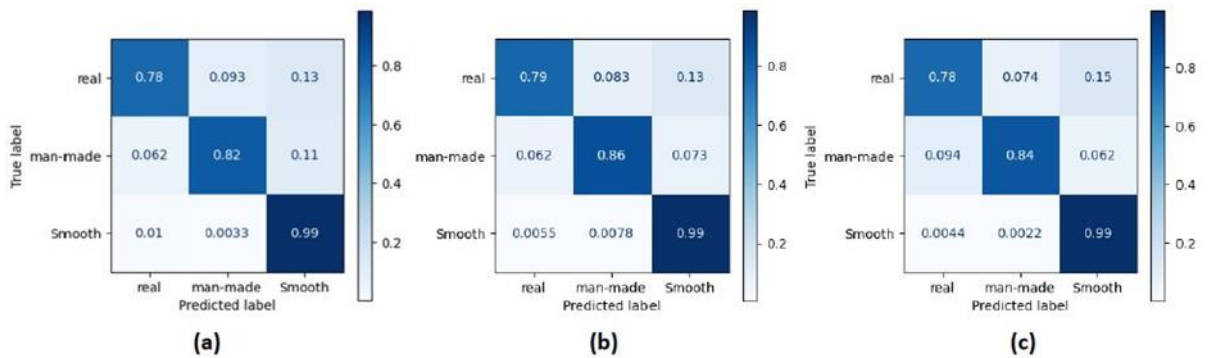 real 0.78 0.093 0.13
man-made 0.062 0.82 0.11
Smooth 0.01 0.0033 0.99
real man-made Smooth
Predicted label
True label
0.8
0.6
0.4
0.2
(a)
real 0.79 0.083 0.13
man-made 0.062 0.86 0.073
Smooth 0.0055 0.0078 0.99
real man-made Smooth
Predicted label
0.8
0.6
0.4
0.2
(b)
real 0.78 0.074 0.15
man-made 0.094 0.84 0.062
Smooth 0.0044 0.0022 0.99
real man-made Smooth
Predicted label
True label
0.8
0.6
0.4
0.2
(c)